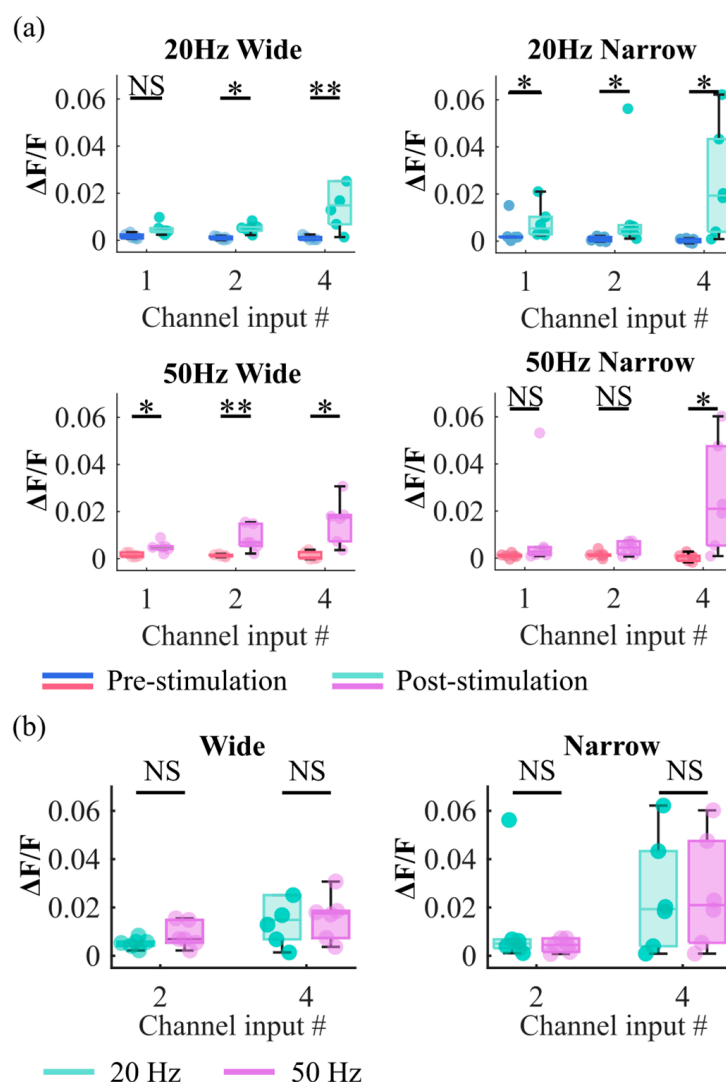 (a)
20Hz Wide
20Hz Narrow
NS * **
* * *
ΔF/F
0.06
0.04
0.02
0
1 2 4
Channel input #
ΔF/F
0.06
0.04
0.02
0
1 2 4
Channel input #
50Hz Wide
50Hz Narrow
* ** *
NS NS *
ΔF/F
0.06
0.04
0.02
0
1 2 4
Channel input #
ΔF/F
0.06
0.04
0.02
0
1 2 4
Channel input #
Pre-stimulation
Post-stimulation
(b)
Wide
Narrow
NS NS
NS NS
ΔF/F
0.06
0.04
0.02
0
2 4
Channel input #
ΔF/F
0.06
0.04
0.02
0
2 4
Channel input #
20 Hz
50 Hz